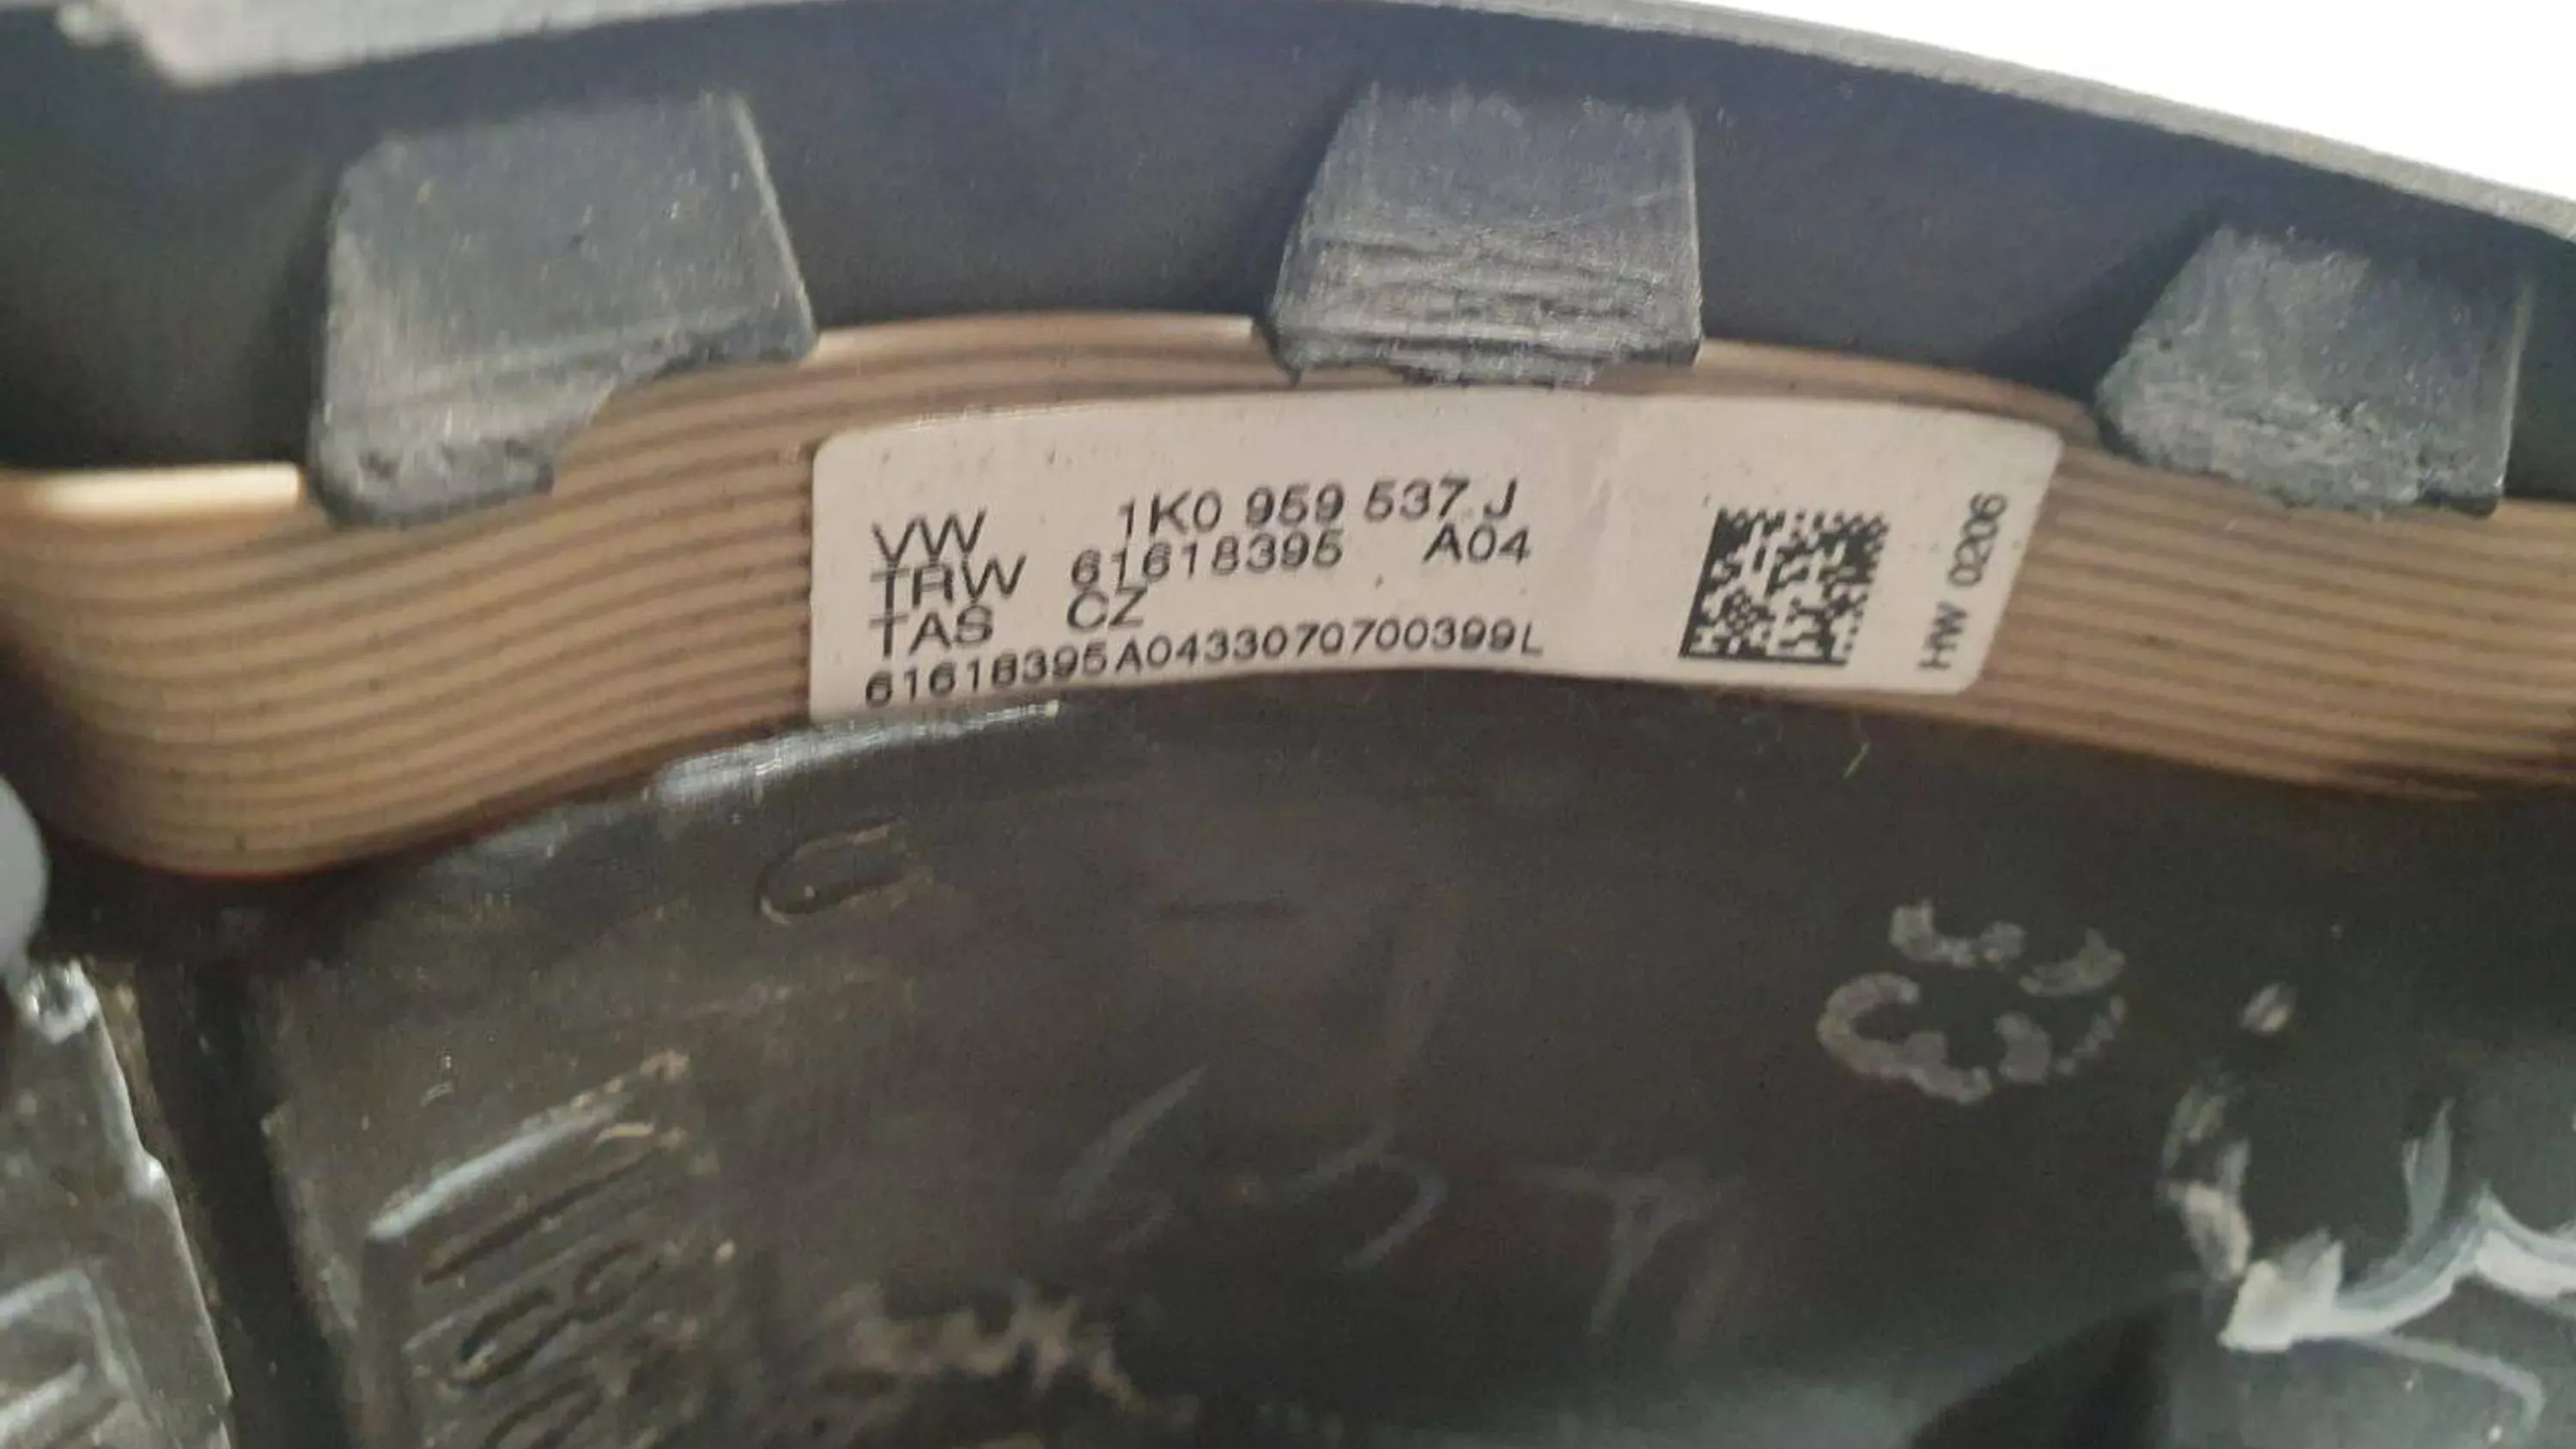 VW 1K0 959 537 J
TRW 61618395 A04
TAS CZ
61618395A0433070700399L
HW 0206